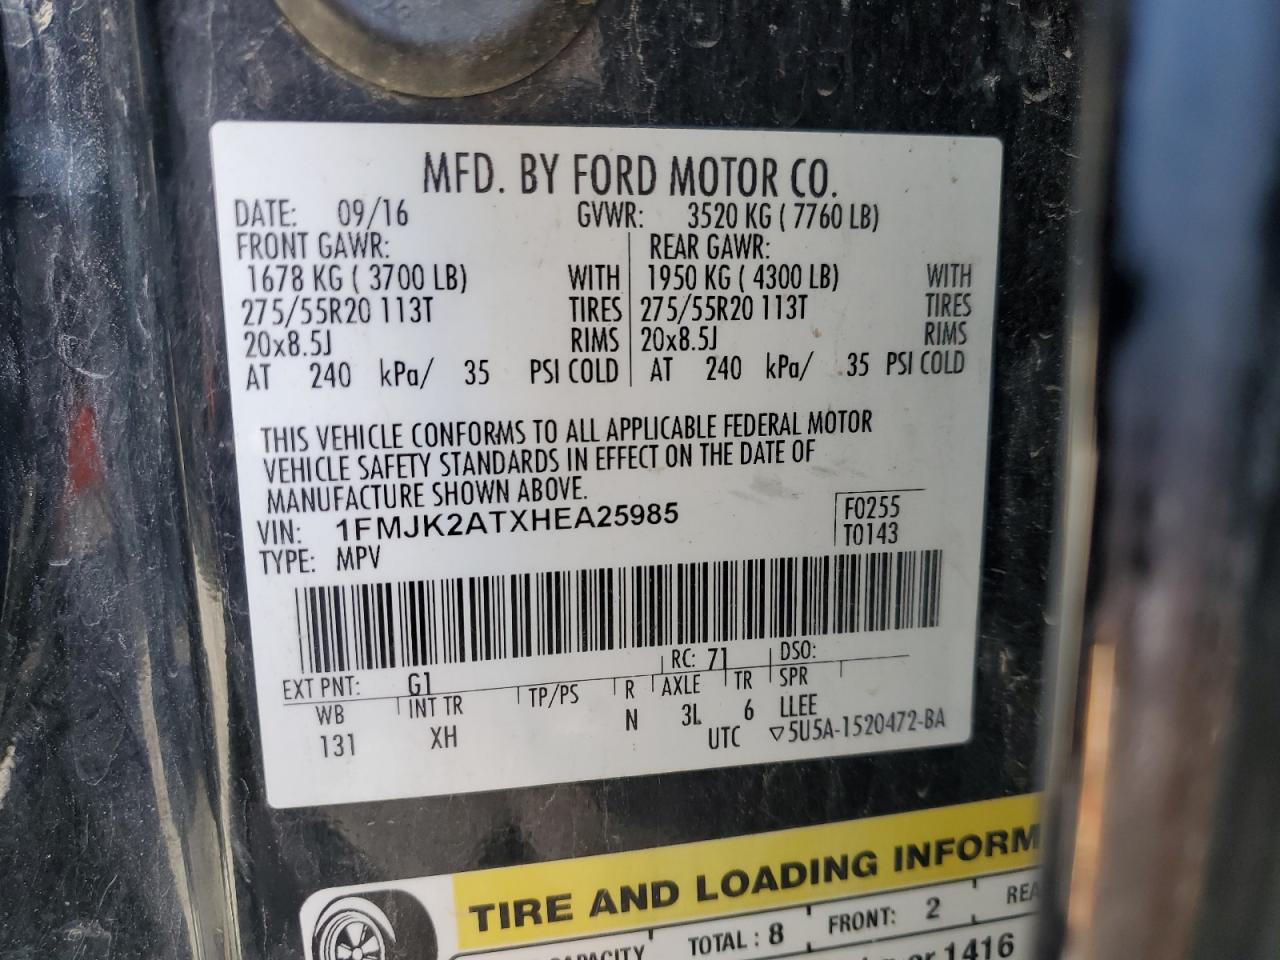 MFD. BY FORD MOTOR CO.
DATE: 09/16 GVWR: 3520 KG ( 7760 LB)
FRONT GAWR: REAR GAWR:
1678 KG ( 3700 LB) WITH 1950 KG ( 4300 LB) WITH
275/55R20 113T TIRES 275/55R20 113T TIRES
20x8.5J RIMS 20x8.5J RIMS
AT 240 kPa/ 35 PSI COLD AT 240 kPa/ 35 PSI COLD
THIS VEHICLE CONFORMS TO ALL APPLICABLE FEDERAL MOTOR
VEHICLE SAFETY STANDARDS IN EFFECT ON THE DATE OF
MANUFACTURE SHOWN ABOVE.
VIN: 1FMJK2ATXHEA25985 F0255
TYPE: MPV T0143
EXT PNT: G1 RC: 71 DSO:
WB INT TR TP/PS R AXLE TR SPR
131 XH N 3L 6 LLEE
UTC ▽5U5A-1520472-BA
TIRE AND LOADING INFORM
TOTAL : 8 FRONT: 2 REA
or 1416